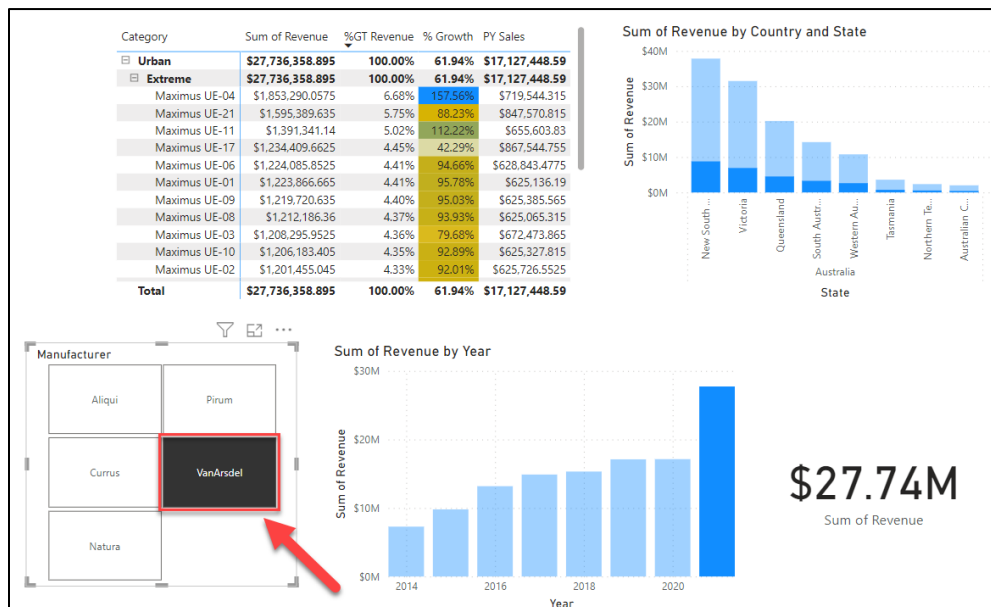 Category Sum of Revenue %GT Revenue % Growth PY Sales
Urban $27,736,358.895 100.00% 61.94% $17,127,448.59
Extreme $27,736,358.895 100.00% 61.94% $17,127,448.59
Maximus UE-04 $1,853,290.0575 6.68% 157.56% $719,544.315
Maximus UE-21 $1,595,389.635 5.75% 88.23% $847,570.815
Maximus UE-11 $1,391,341.14 5.02% 112.22% $655,603.83
Maximus UE-17 $1,234,409.6625 4.45% 42.29% $867,544.755
Maximus UE-06 $1,224,085.8525 4.41% 94.66% $628,843.4775
Maximus UE-01 $1,223,866.665 4.41% 95.78% $625,136.19
Maximus UE-09 $1,219,720.635 4.40% 95.03% $625,385.565
Maximus UE-08 $1,212,186.36 4.37% 93.93% $625,065.315
Maximus UE-03 $1,208,295.9525 4.36% 79.68% $672,473.865
Maximus UE-10 $1,206,183.405 4.35% 92.89% $625,327.815
Maximus UE-02 $1,201,455.045 4.33% 92.01% $625,726.5525
Total $27,736,358.895 100.00% 61.94% $17,127,448.59
Sum of Revenue by Country and State
Sum of Revenue
$40M
$30M
$20M
$10M
$0M
New South ...
Victoria
Queensland
South Austr...
Western Au...
Tasmania
Northern Te...
Australian C...
Australia
State
Manufacturer
Aliqui
Pirum
Currus
VanArsdel
Natura
Sum of Revenue by Year
Sum of Revenue
$30M
$20M
$10M
$0M
2014
2016
2018
2020
Year
$27.74M
Sum of Revenue